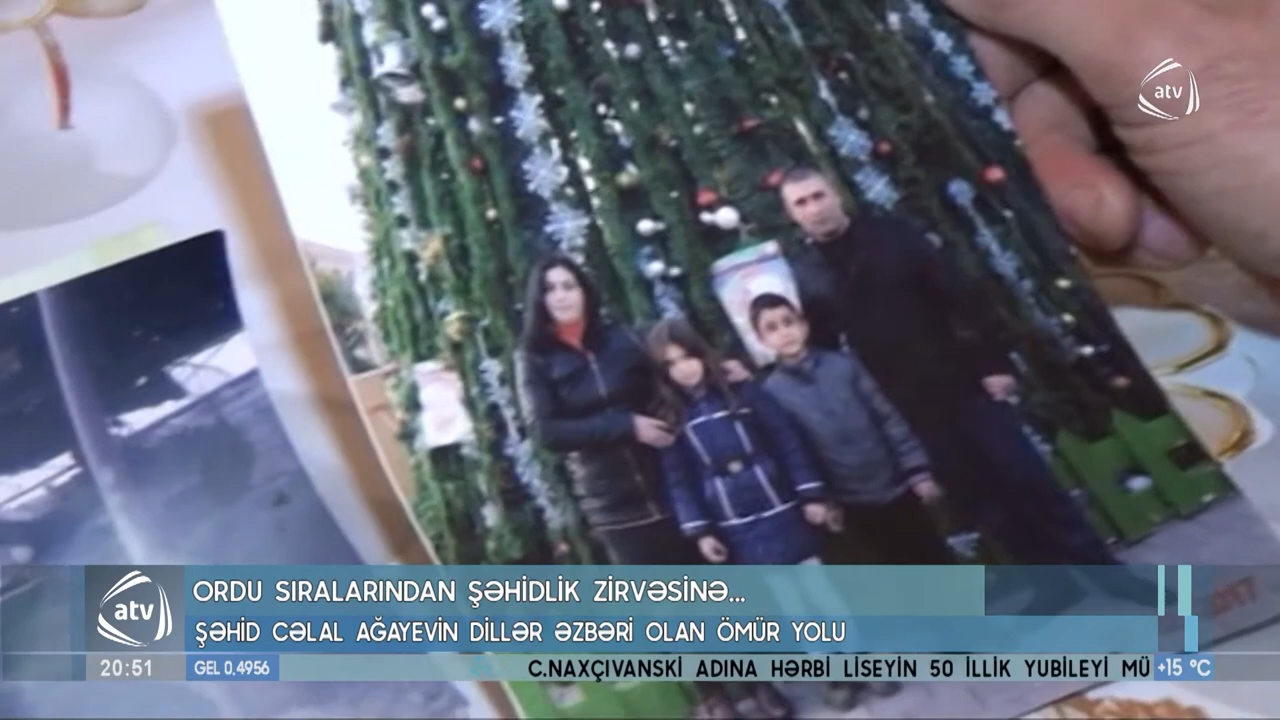 atv
ORDU SIRALARINDAN ŞƏHİDLİK ZİRVƏSİNƏ...
atv
ŞƏHİD CƏLAL AĞAYEVİN DİLLƏR ƏZBƏRİ OLAN ÖMÜR YOLU
20:51 GEL 0,4956 C.NAXÇIVANSKİ ADINA HƏRBİ LİSEYİN 50 İLLİK YUBİLEYİ MÜ +15 °C